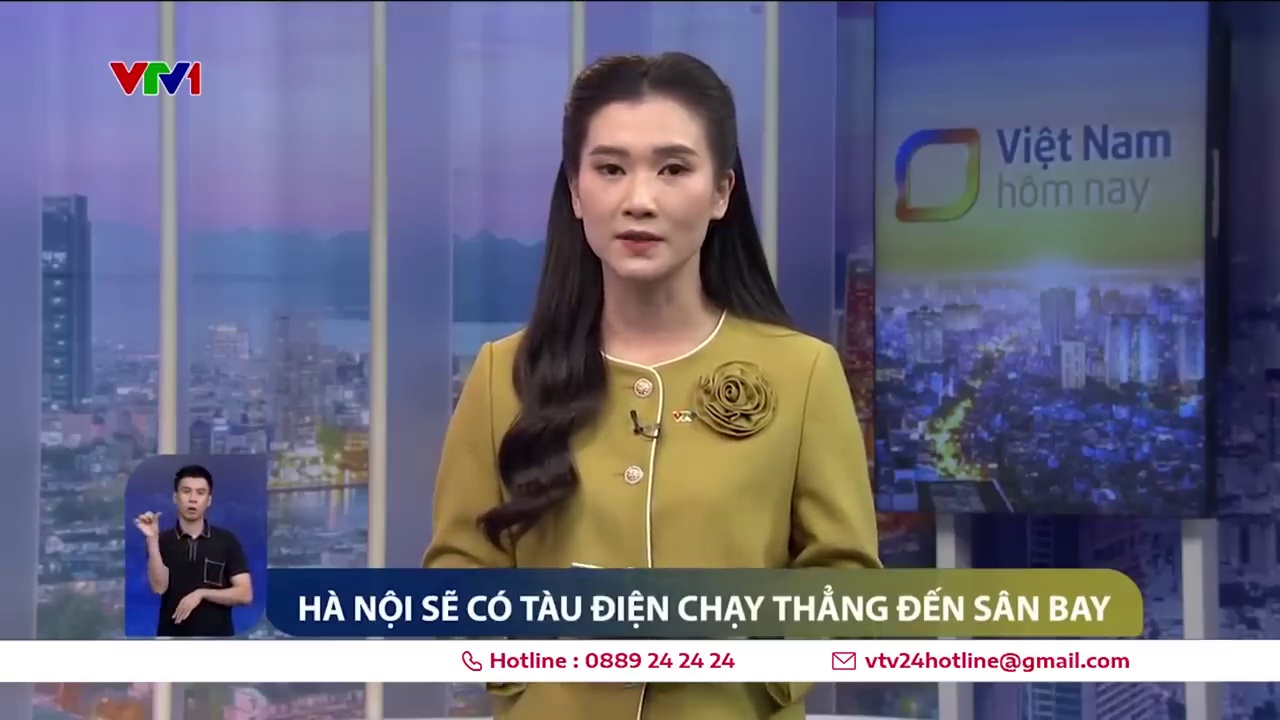 VTV1
Việt Nam
hôm nay
VTV1
HÀ NỘI SẼ CÓ TÀU ĐIỆN CHẠY THẲNG ĐẾN SÂN BAY
Hotline : 0889 24 24 24
vtv24hotline@gmail.com